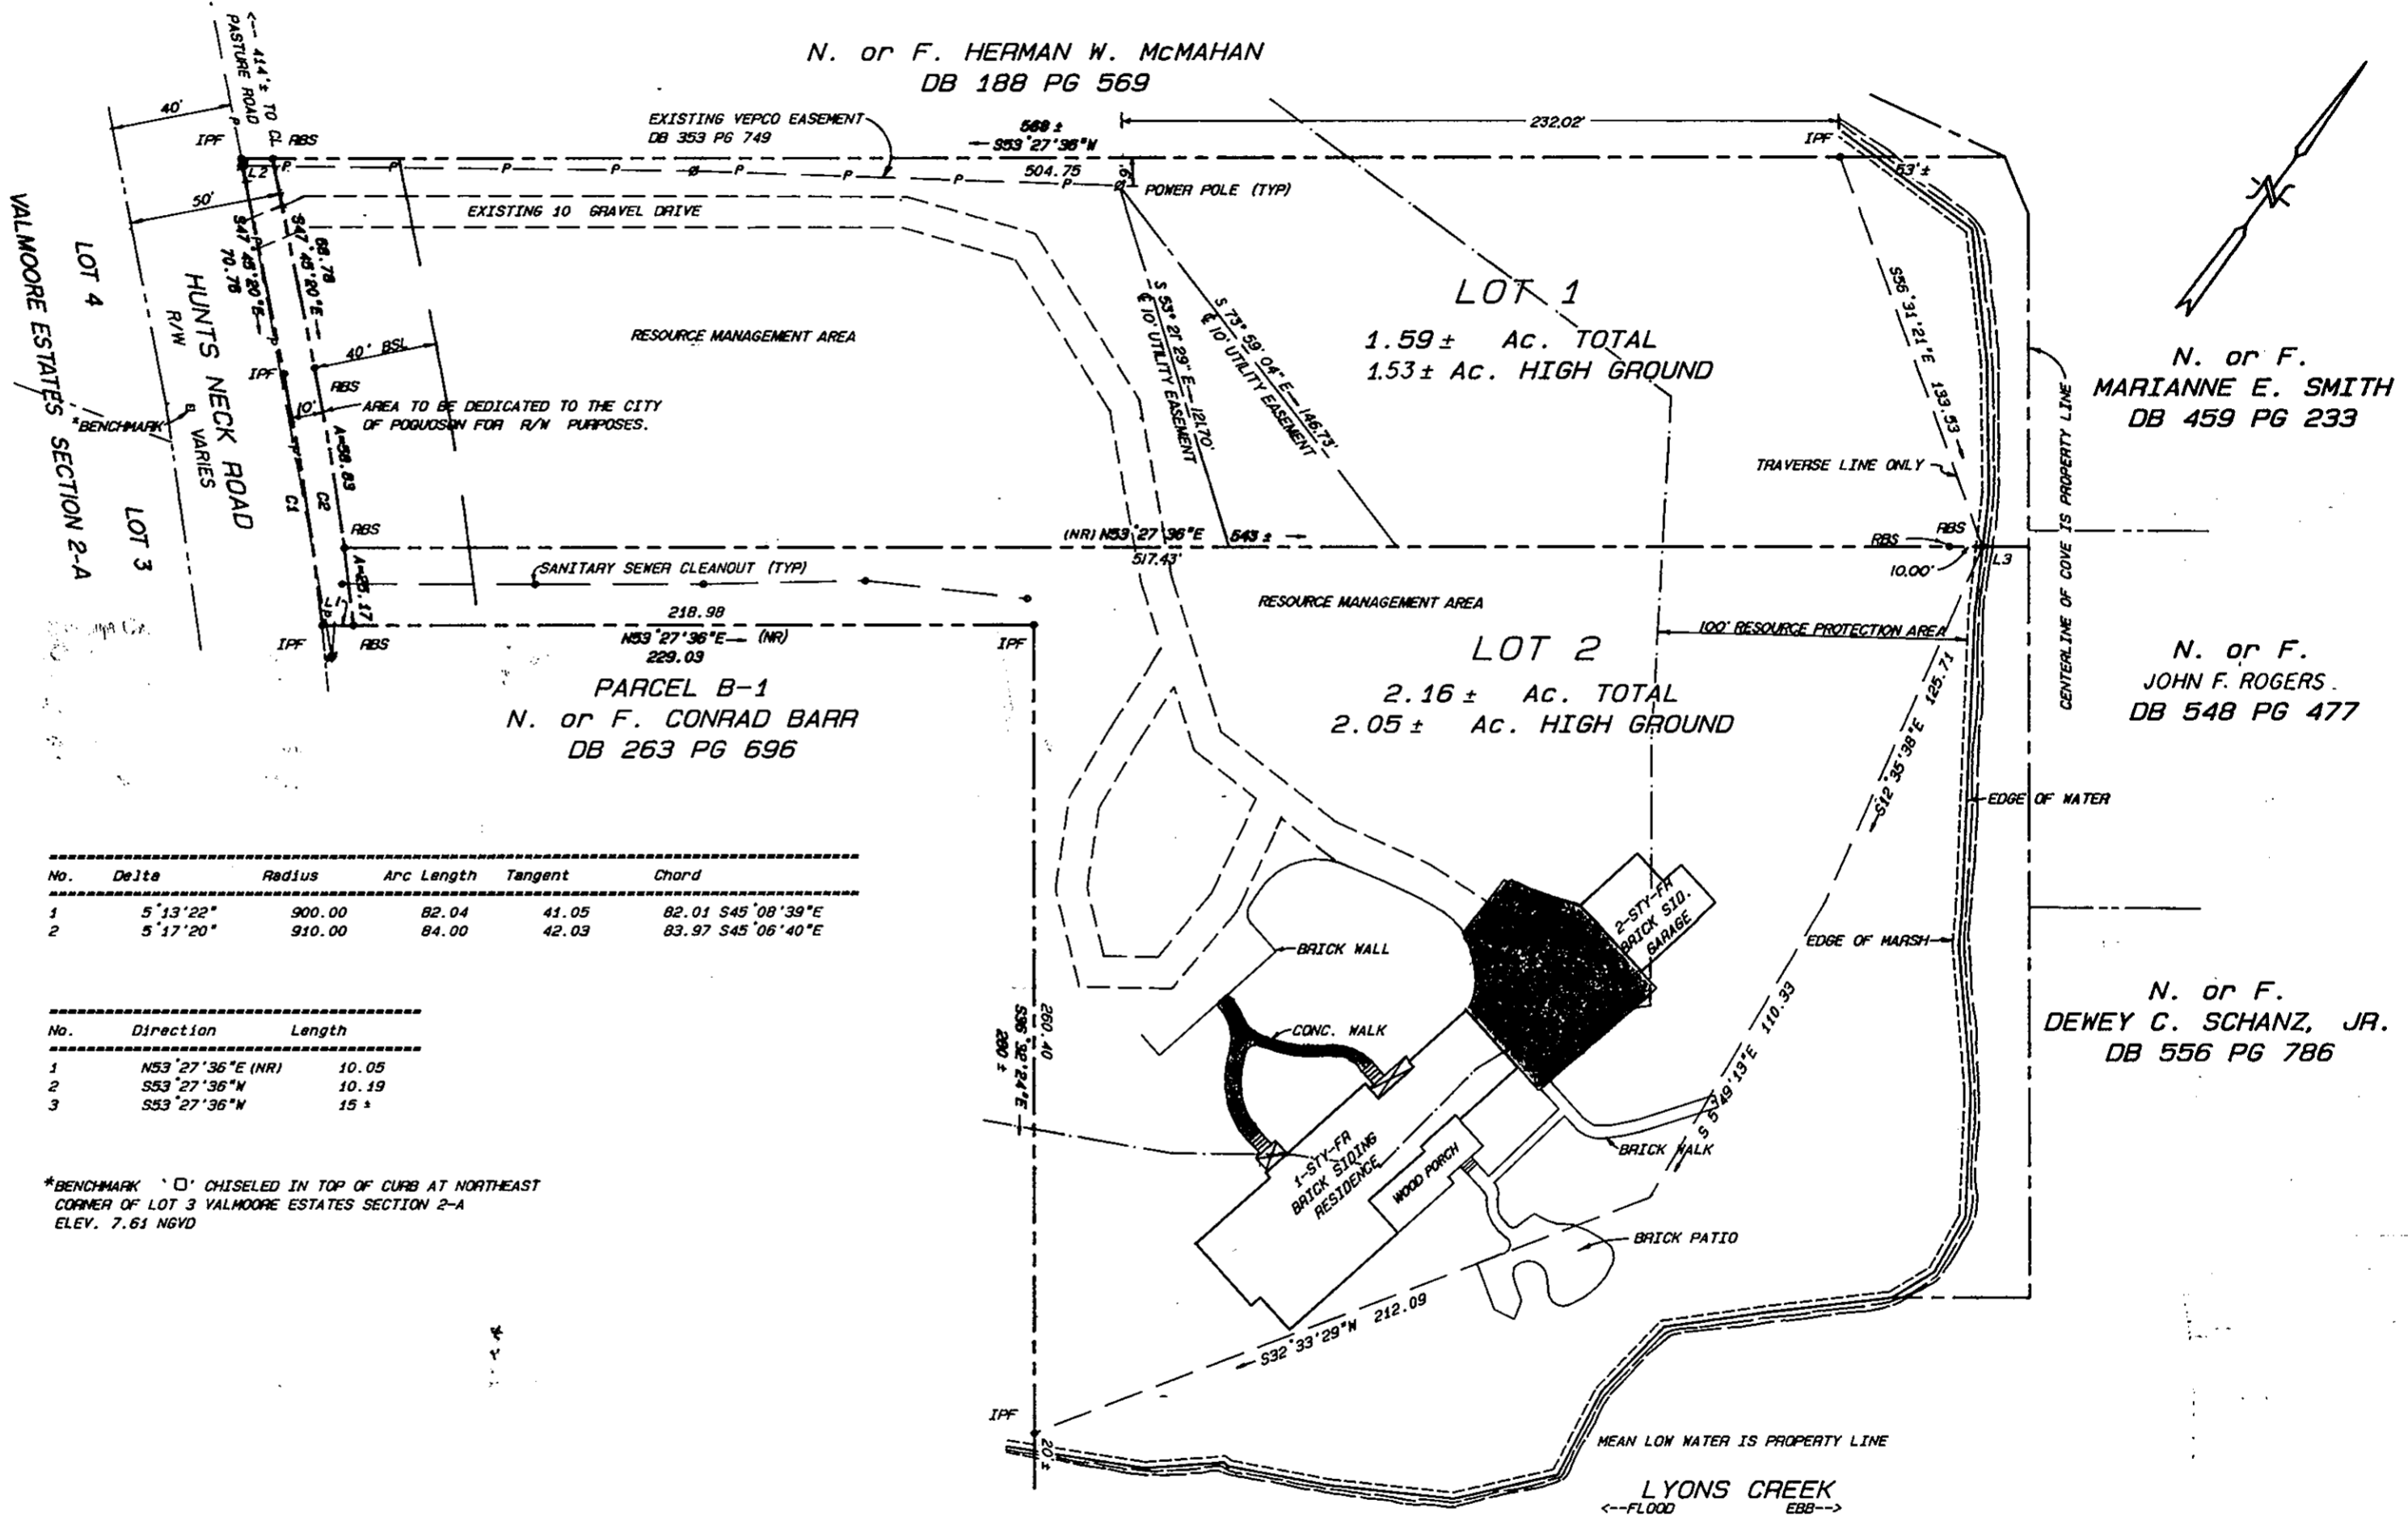 N. or F. HERMAN W. McMAHAN
DB 188 PG 569
<-- 414'± TO CL
PASTURE ROAD
40'
IPF
RBS
EXISTING VEPCO EASEMENT
DB 353 PG 749
568 ±
S53°27'36"W
504.75
232.02'
IPF
53'±
L2
P P P P P P
6'
POWER POLE (TYP)
50'
EXISTING 10 GRAVEL DRIVE
S47°48'20"E
68.78
S47°48'20"E
70.76
VALMOORE ESTATES SECTION 2-A
LOT 4
HUNTS NECK ROAD
R/W VARIES
LOT 3
RESOURCE MANAGEMENT AREA
40' BSL
IPF
RBS
10'
AREA TO BE DEDICATED TO THE CITY
OF POQUOSON FOR R/W PURPOSES.
*BENCHMARK
A=58.83
C1
C2
S 53° 21' 29" E 121.70'
℄ 10' UTILITY EASEMENT
S 73° 59' 04" E 146.73'
℄ 10' UTILITY EASEMENT
LOT 1
1.59 ± Ac. TOTAL
1.53 ± Ac. HIGH GROUND
S56°31'21"E 133.53
N
TRAVERSE LINE ONLY
CENTERLINE OF COVE IS PROPERTY LINE
N. or F.
MARIANNE E. SMITH
DB 459 PG 233
RBS
(NR) N53°27'36"E 543 ±
517.43'
RBS
RBS
10.00'
L3
SANITARY SEWER CLEANOUT (TYP)
A=25.17
L1
218.98
N53°27'36"E (NR)
229.03
IPF
RBS
IPF
RESOURCE MANAGEMENT AREA
100' RESOURCE PROTECTION AREA
LOT 2
2.16 ± Ac. TOTAL
2.05 ± Ac. HIGH GROUND
PARCEL B-1
N. or F. CONRAD BARR
DB 263 PG 696
N. or F.
JOHN F. ROGERS
DB 548 PG 477
S12°35'38"E 125.71
EDGE OF WATER
EDGE OF MARSH
No. Delta Radius Arc Length Tangent Chord
1 5°13'22" 900.00 82.04 41.05 82.01 S45°08'39"E
2 5°17'20" 910.00 84.00 42.03 83.97 S45°06'40"E
2-STY-FR
BRICK SID.
GARAGE
BRICK WALL
N. or F.
DEWEY C. SCHANZ, JR.
DB 556 PG 786
No. Direction Length
1 N53°27'36"E (NR) 10.05
2 S53°27'36"W 10.19
3 S53°27'36"W 15 ±
260.40
S36°32'24"E
280 ±
CONC. WALK
S 5°49'13"E 110.33
BRICK WALK
1-STY-FR
BRICK SIDING
RESIDENCE
WOOD PORCH
BRICK PATIO
*BENCHMARK '□' CHISELED IN TOP OF CURB AT NORTHEAST
CORNER OF LOT 3 VALMOORE ESTATES SECTION 2-A
ELEV. 7.61 NGVD
S32°33'29"W 212.09
IPF
20'±
MEAN LOW WATER IS PROPERTY LINE
LYONS CREEK
<--FLOOD EBB-->